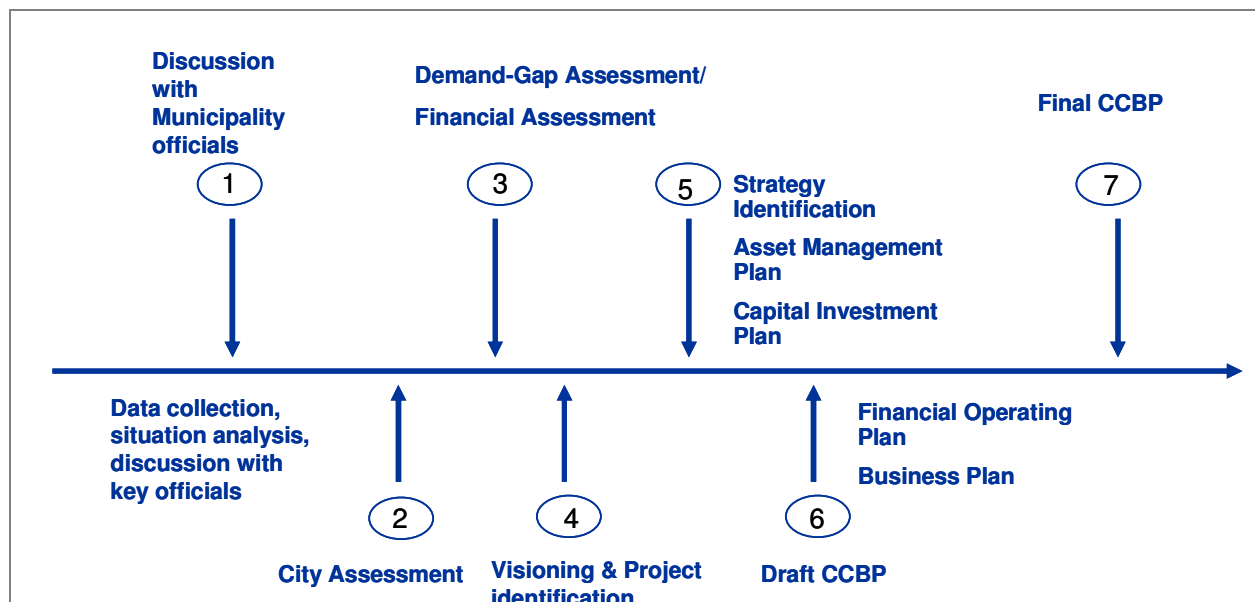 Discussion
with
Municipality
officials
1
Demand-Gap Assessment/
Financial Assessment
3
5
Strategy
Identification
Asset Management
Plan
Capital Investment
Plan
Final CCBP
7
Data collection,
situation analysis,
discussion with
key officials
2
City Assessment
4
Visioning & Project
identification
Financial Operating
Plan
Business Plan
6
Draft CCBP